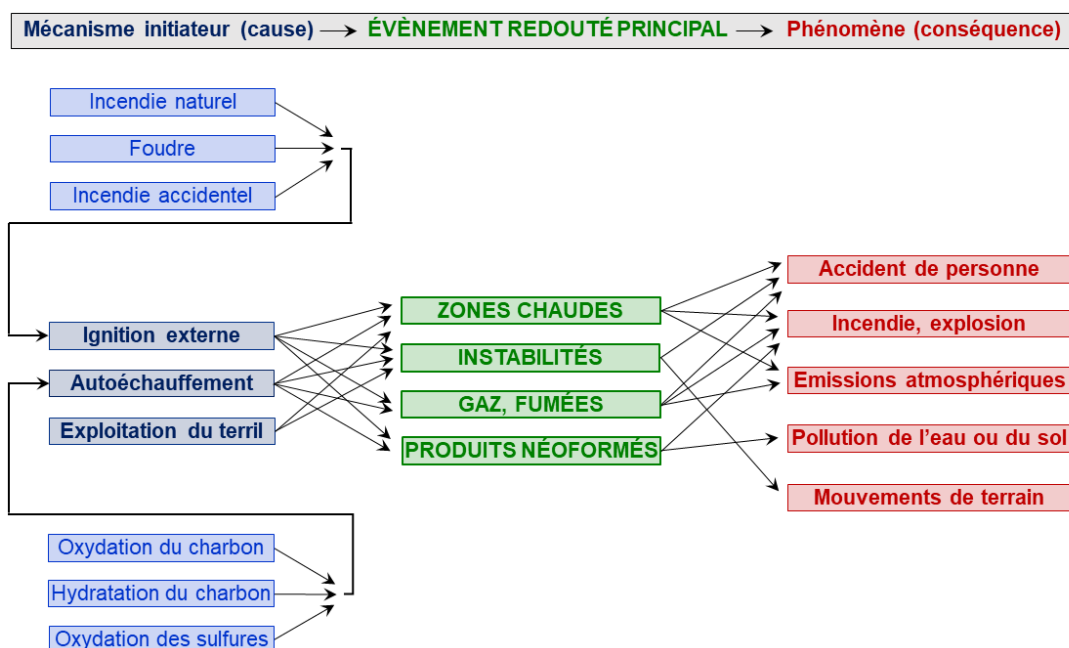 Mécanisme initiateur (cause) → ÉVÈNEMENT REDOUTÉ PRINCIPAL → Phénomène (conséquence)
Incendie naturel
Foudre
Incendie accidentel
Ignition externe
Autoéchauffement
Exploitation du terril
Oxydation du charbon
Hydratation du charbon
Oxydation des sulfures
ZONES CHAUDES
INSTABILITÉS
GAZ, FUMÉES
PRODUITS NÉOFORMÉS
Accident de personne
Incendie, explosion
Emissions atmosphériques
Pollution de l'eau ou du sol
Mouvements de terrain